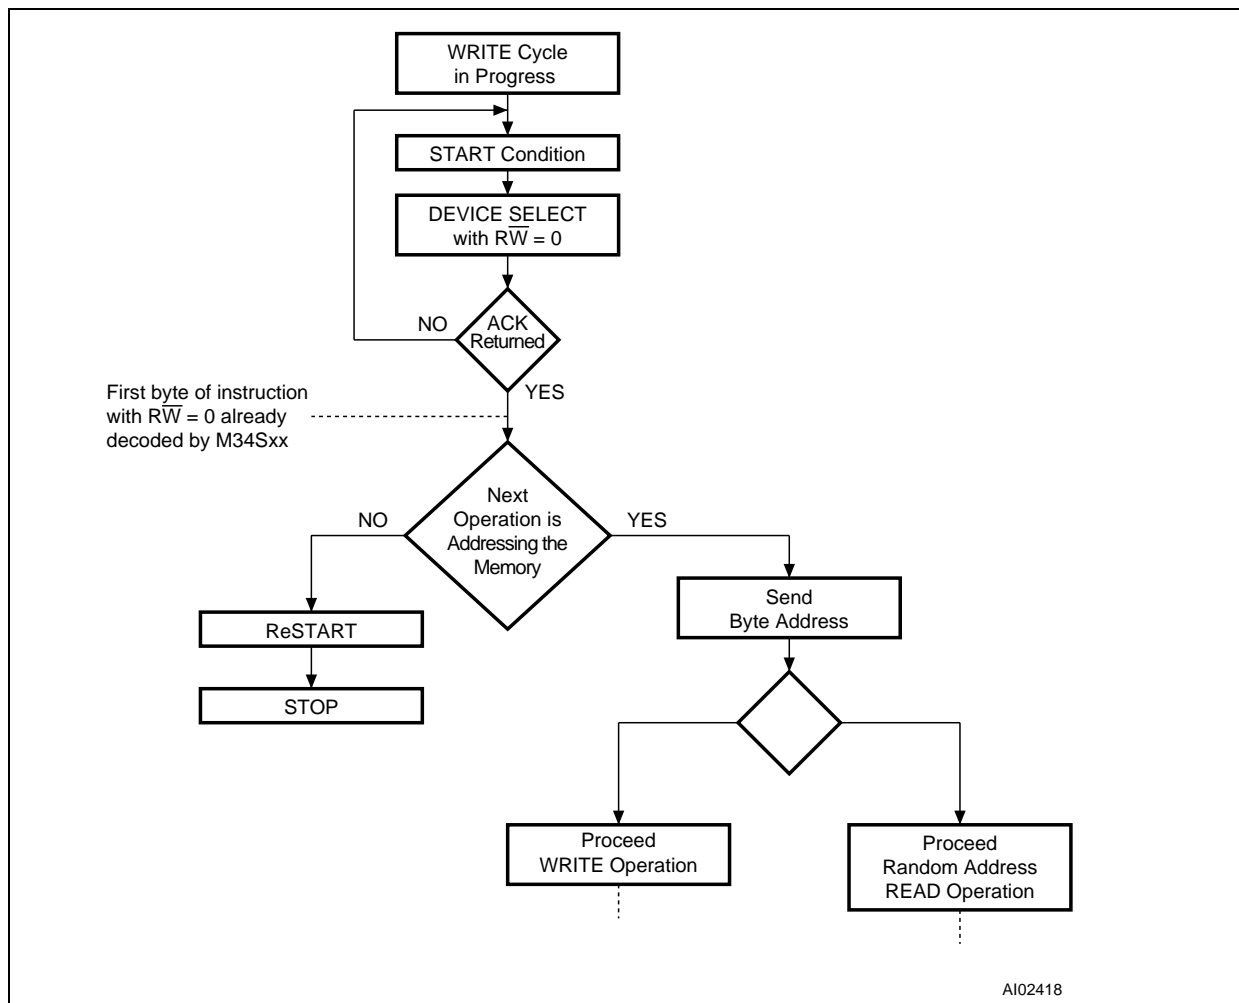 WRITE Cycle
in Progress
START Condition
DEVICE SELECT
with RW̅ = 0
NO
ACK
Returned
YES
First byte of instruction
with RW̅ = 0 already
decoded by M34Sxx
Next
Operation is
Addressing the
Memory
NO
YES
Send
Byte Address
ReSTART
STOP
Proceed
WRITE Operation
Proceed
Random Address
READ Operation
AI02418